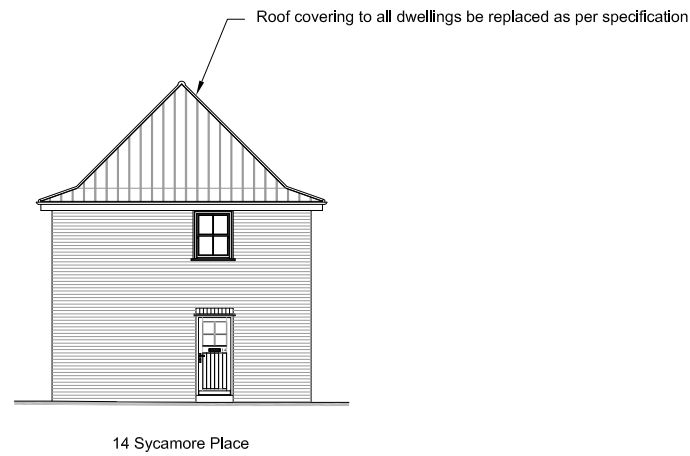 Roof covering to all dwellings be replaced as per specification
14 Sycamore Place